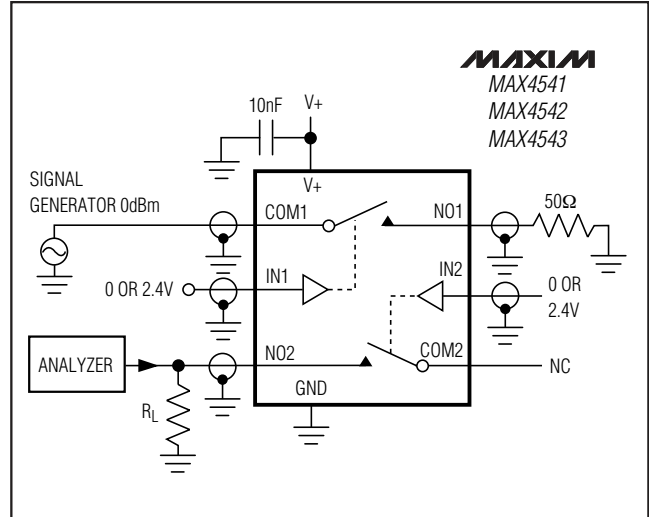 MAXIM
MAX4541
MAX4542
MAX4543
10nF
V+
V+
SIGNAL
GENERATOR 0dBm
COM1
NO1
50Ω
IN1
IN2
0 OR 2.4V
0 OR
2.4V
ANALYZER
NO2
COM2
NC
GND
RL